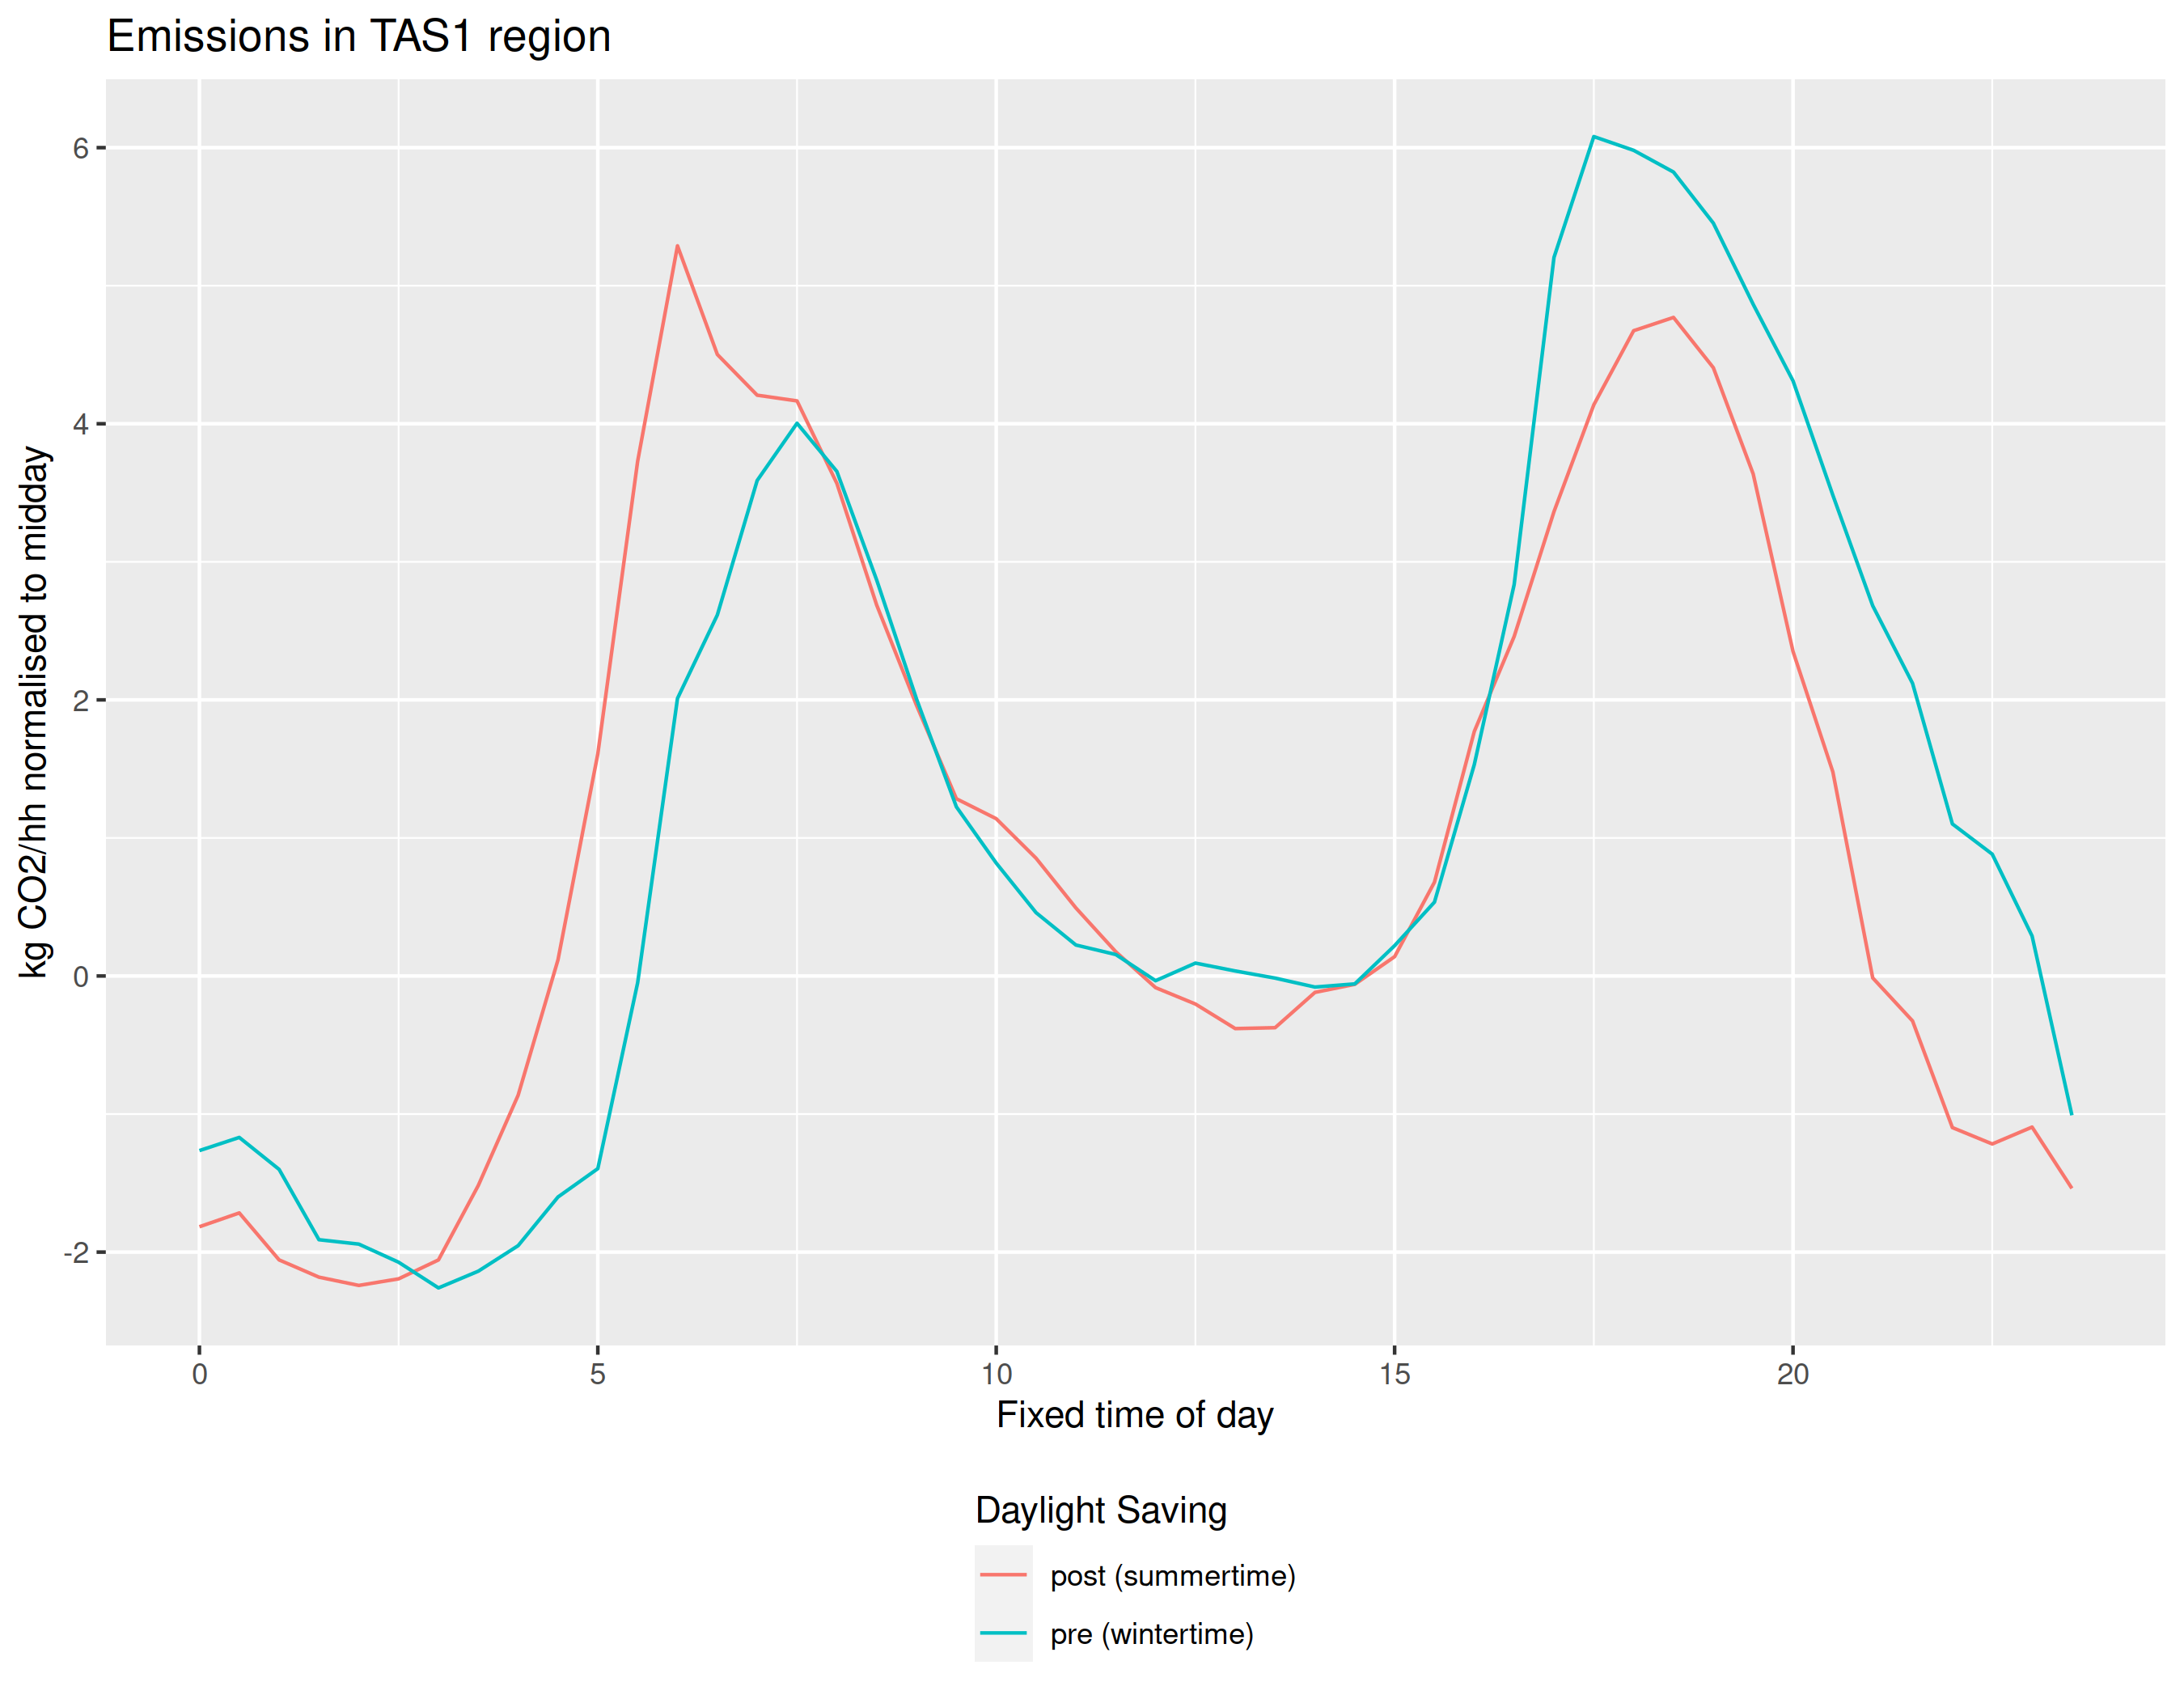 Emissions in TAS1 region
kg CO2/hh normalised to midday
6
4
2
0
-2
0
5
10
15
20
Fixed time of day
Daylight Saving
post (summertime)
pre (wintertime)